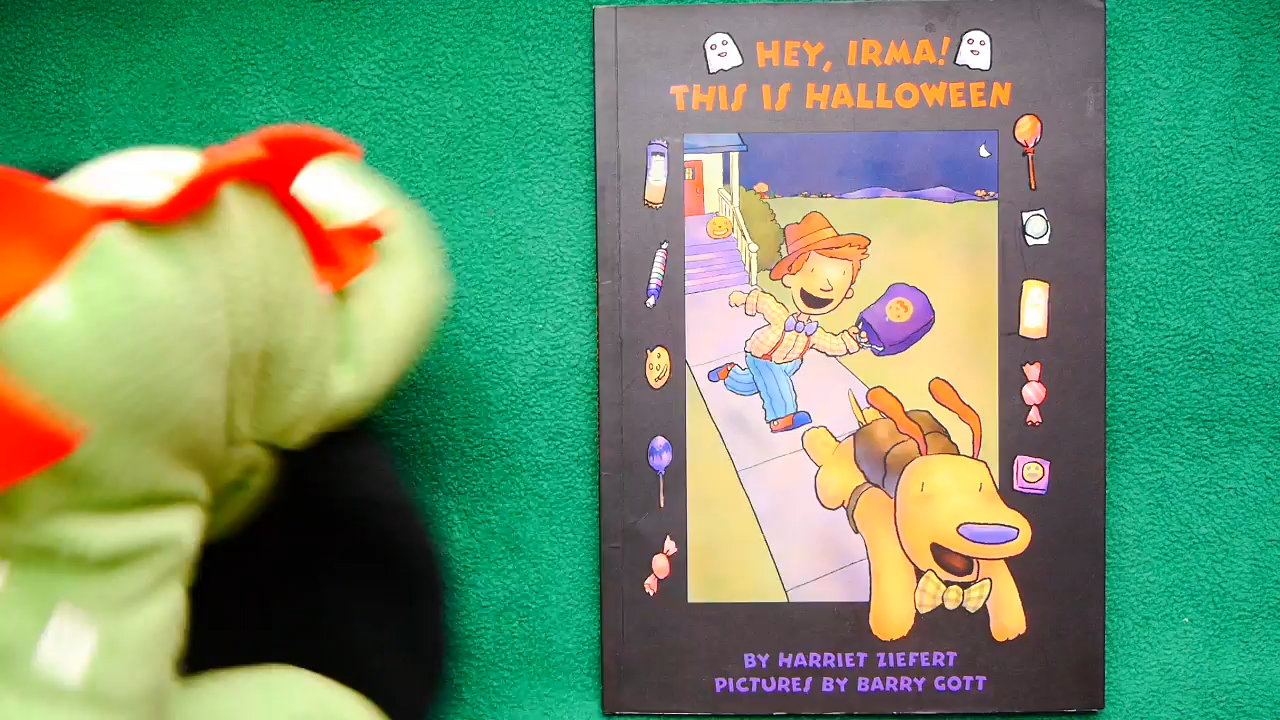 HEY, IRMA!
THIS IS HALLOWEEN
BY HARRIET ZIEFERT
PICTURES BY BARRY GOTT